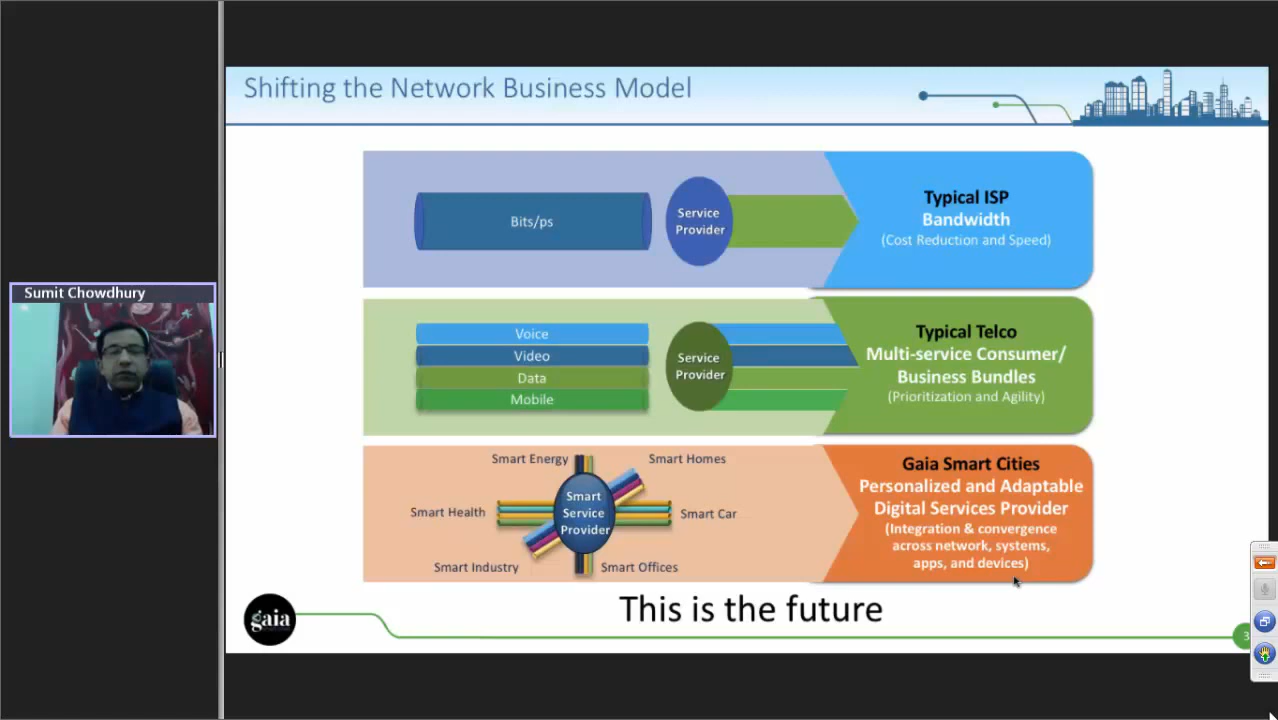 Shifting the Network Business Model
Bits/ps
Service
Provider
Typical ISP
Bandwidth
(Cost Reduction and Speed)
Sumit Chowdhury
Voice
Video
Data
Mobile
Service
Provider
Typical Telco
Multi-service Consumer/
Business Bundles
(Prioritization and Agility)
Smart Energy
Smart Homes
Smart Health
Smart
Service
Provider
Smart Car
Smart Industry
Smart Offices
Gaia Smart Cities
Personalized and Adaptable
Digital Services Provider
(Integration & convergence
across network, systems,
apps, and devices)
This is the future
gaia
3